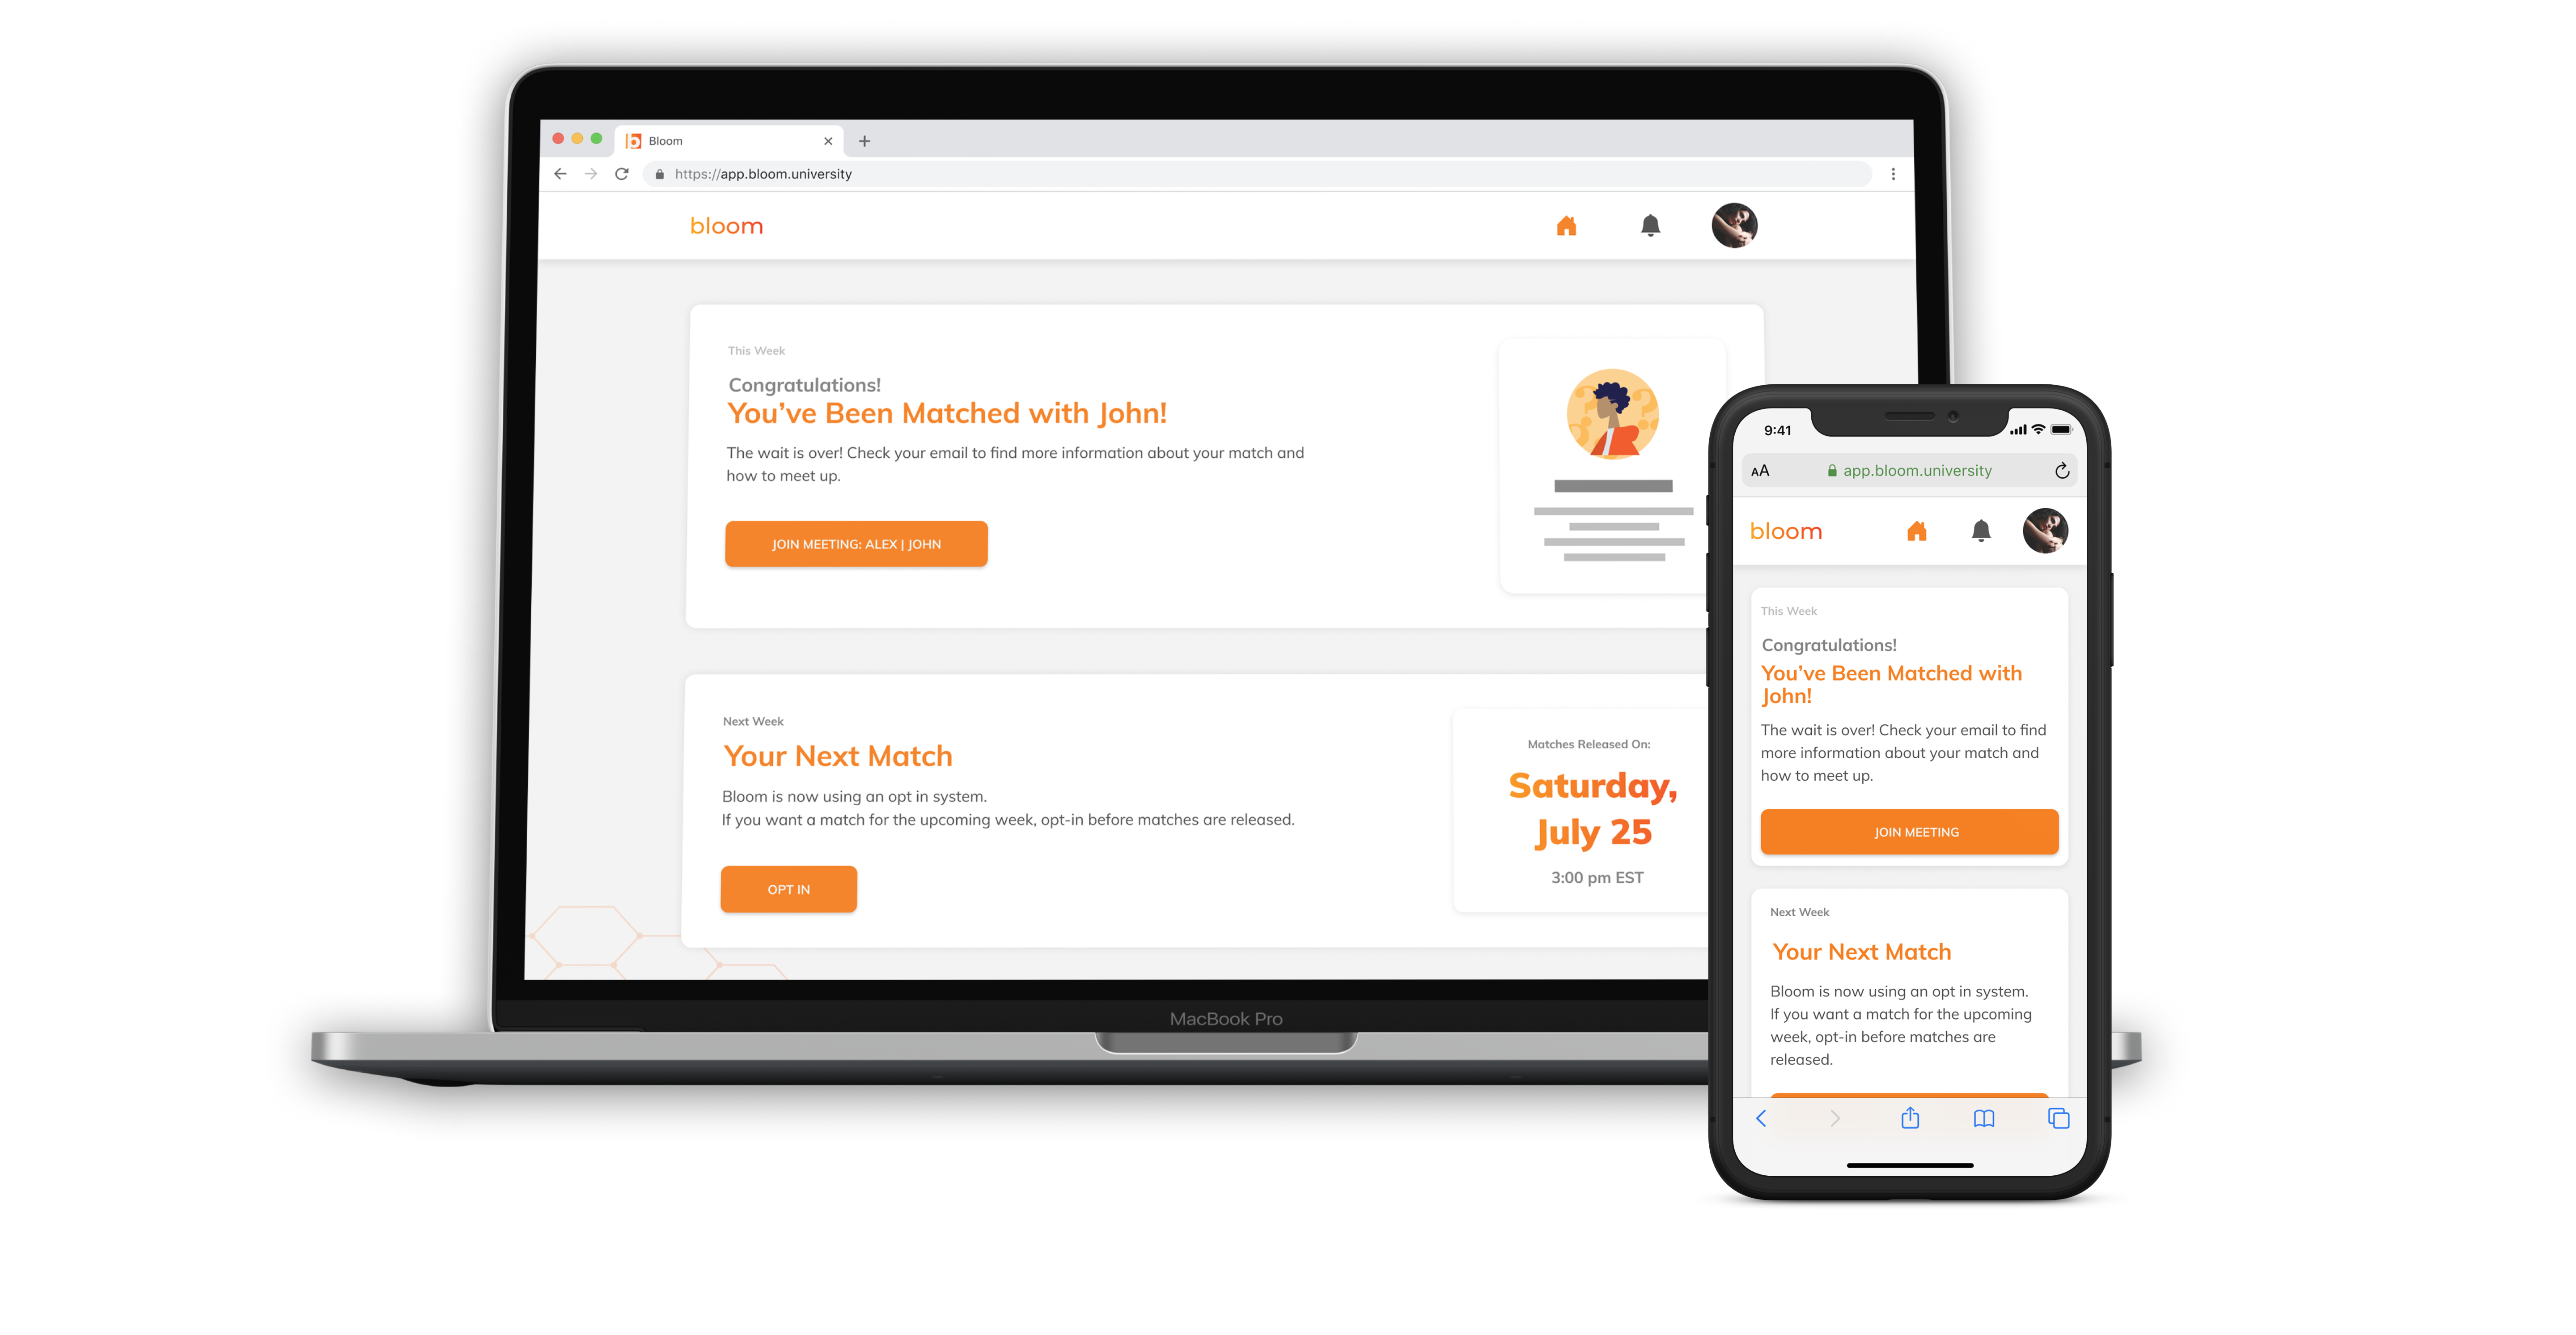 Bloom
https://app.bloom.university
bloom
This Week
Congratulations!
You’ve Been Matched with John!
The wait is over! Check your email to find more information about your match and
how to meet up.
JOIN MEETING: ALEX | JOHN
Next Week
Your Next Match
Bloom is now using an opt in system.
If you want a match for the upcoming week, opt-in before matches are released.
OPT IN
Matches Released On:
Saturday,
July 25
3:00 pm EST
MacBook Pro
9:41
AA
app.bloom.university
bloom
This Week
Congratulations!
You’ve Been Matched with
John!
The wait is over! Check your email to find
more information about your match and
how to meet up.
JOIN MEETING
Next Week
Your Next Match
Bloom is now using an opt in system.
If you want a match for the upcoming
week, opt-in before matches are
released.